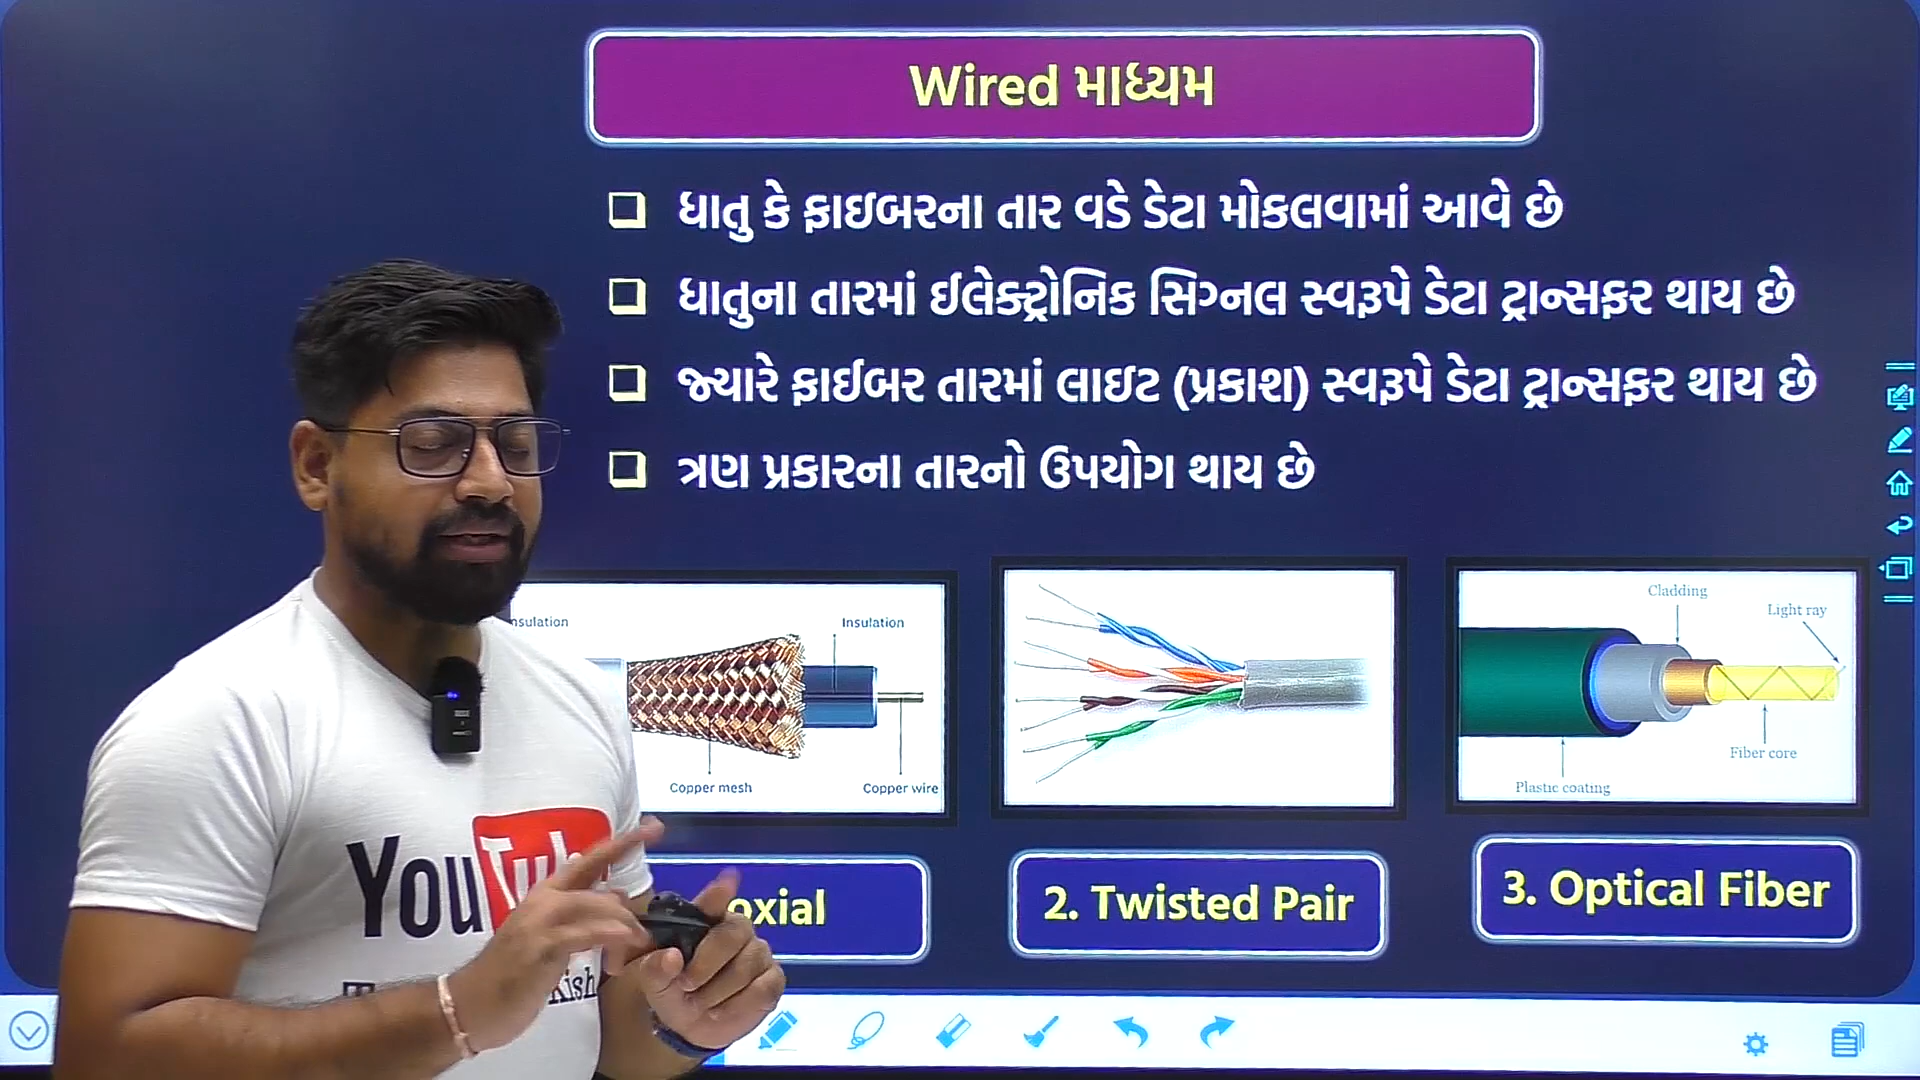 Wired માધ્યમ
ધાતુ કે ફાઇબરના તાર વડે ડેટા મોકલવામાં આવે છે
ધાતુના તારમાં ઈલેક્ટ્રોનિક સિગ્નલ સ્વરૂપે ડેટા ટ્રાન્સફર થાય છે
જ્યારે ફાઈબર તારમાં લાઇટ (પ્રકાશ) સ્વરૂપે ડેટા ટ્રાન્સફર થાય છે
ત્રણ પ્રકારના તારનો ઉપયોગ થાય છે
Insulation
Copper mesh
Copper wire
Cladding
Light ray
Fiber core
Plastic coating
2. Twisted Pair
3. Optical Fiber
YouTube